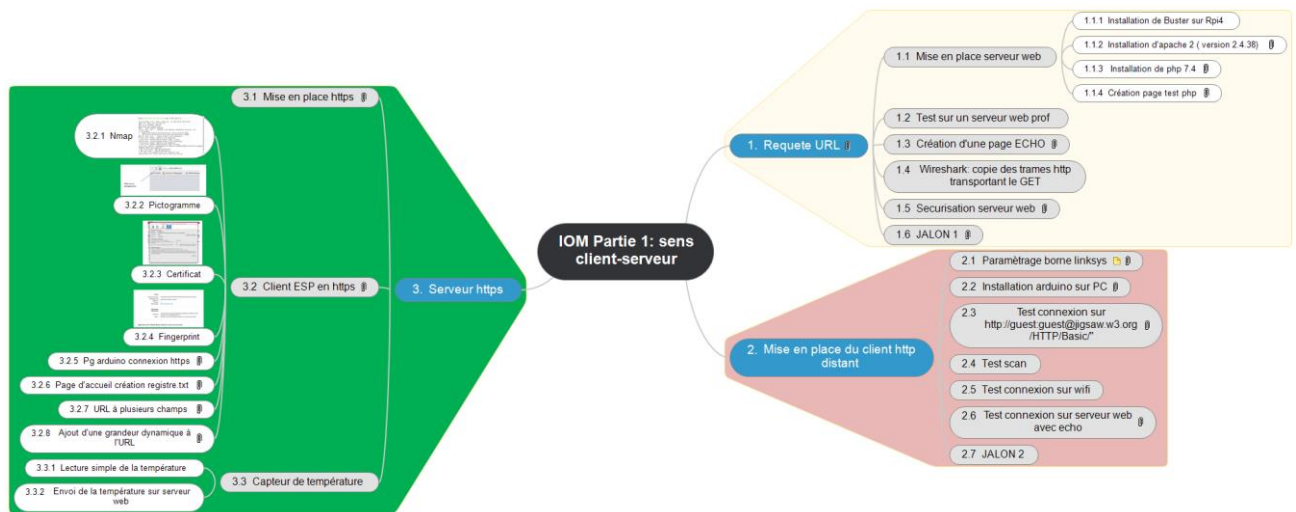 IOM Partie 1: sens
client-serveur
1. Requete URL
1.1 Mise en place serveur web
1.1.1 Installation de Buster sur Rpi4
1.1.2 Installation d'apache 2 ( version 2.4.38)
1.1.3 Installation de php 7.4
1.1.4 Création page test php
1.2 Test sur un serveur web prof
1.3 Création d'une page ECHO
1.4 Wireshark: copie des trames http
transportant le GET
1.5 Securisation serveur web
1.6 JALON 1
2. Mise en place du client http
distant
2.1 Paramètrage borne linksys
2.2 Installation arduino sur PC
2.3 Test connexion sur
http://guest:guest@jigsaw.w3.org
/HTTP/Basic/"
2.4 Test scan
2.5 Test connexion sur wifi
2.6 Test connexion sur serveur web
avec echo
2.7 JALON 2
3. Serveur https
3.1 Mise en place https
3.2 Client ESP en https
3.2.1 Nmap
3.2.2 Pictogramme
3.2.3 Certificat
3.2.4 Fingerprint
3.2.5 Pg arduino connexion https
3.2.6 Page d'accueil création registre.txt
3.2.7 URL à plusieurs champs
3.2.8 Ajout d'une grandeur dynamique à
l'URL
3.3 Capteur de température
3.3.1 Lecture simple de la température
3.3.2 Envoi de la température sur serveur
web